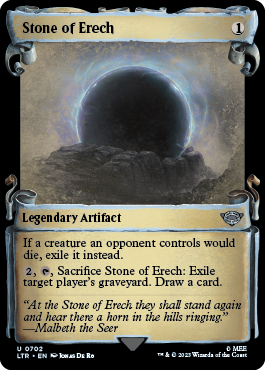 Stone of Erech 1
Legendary Artifact
If a creature an opponent controls would
die, exile it instead.
2, T, Sacrifice Stone of Erech: Exile
target player's graveyard. Draw a card.
"At the Stone of Erech they shall stand again
and hear there a horn in the hills ringing."
—Malbeth the Seer
U 0702
LTR • EN Jonas De Ro
™ & © 2023 Wizards of the Coast